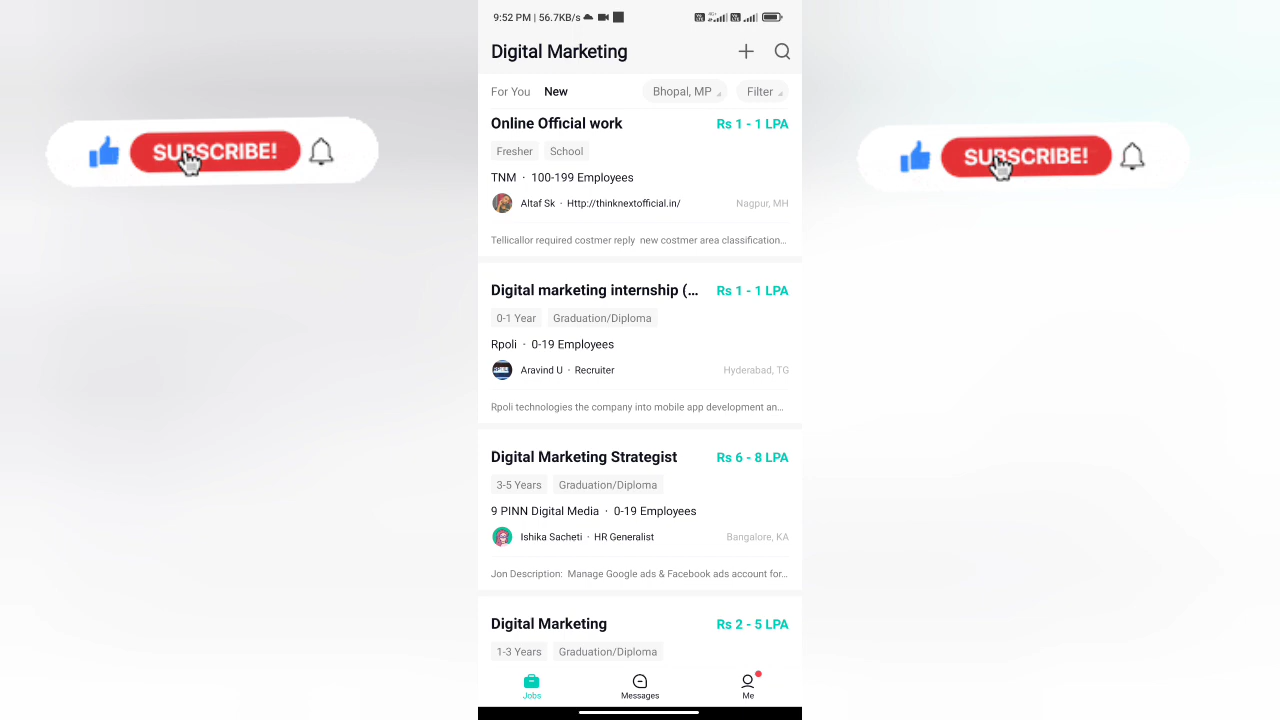 9:52 PM | 56.7KB/s
Digital Marketing
For You New Bhopal, MP Filter
SUBSCRIBE!
SUBSCRIBE!
Online Official work Rs 1 - 1 LPA
Fresher School
TNM · 100-199 Employees
Altaf Sk · Http://thinknextofficial.in/ Nagpur, MH
Tellicallor required costmer reply new costmer area classification...
Digital marketing internship (... Rs 1 - 1 LPA
0-1 Year Graduation/Diploma
Rpoli · 0-19 Employees
Aravind U · Recruiter Hyderabad, TG
Rpoli technologies the company into mobile app development an...
Digital Marketing Strategist Rs 6 - 8 LPA
3-5 Years Graduation/Diploma
9 PINN Digital Media · 0-19 Employees
Ishika Sacheti · HR Generalist Bangalore, KA
Jon Description: Manage Google ads & Facebook ads account for...
Digital Marketing Rs 2 - 5 LPA
1-3 Years Graduation/Diploma
Jobs Messages Me